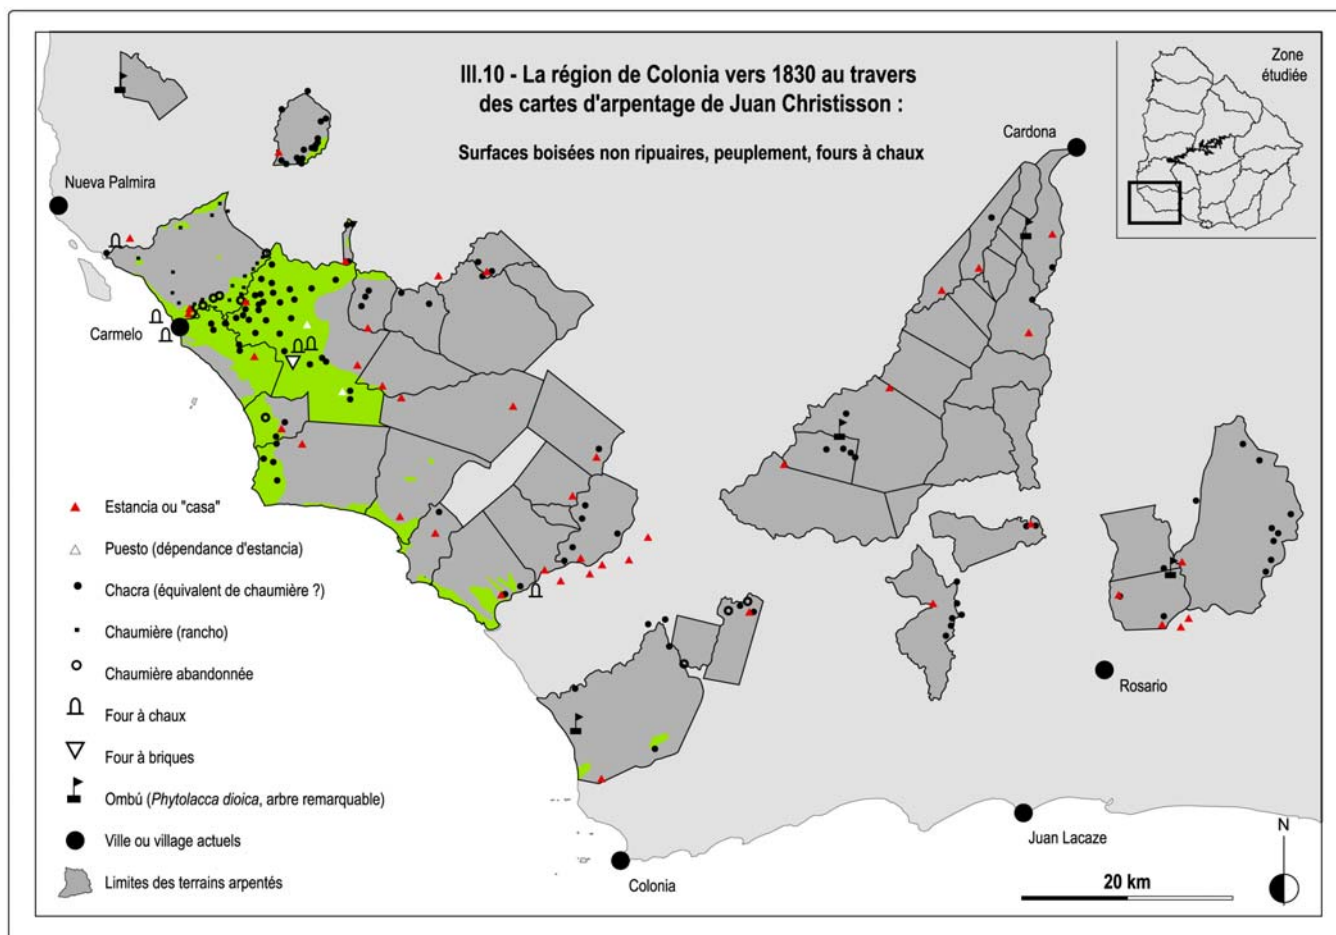 III.10 - La région de Colonia vers 1830 au travers
des cartes d'arpentage de Juan Christisson :
Surfaces boisées non ripuaires, peuplement, fours à chaux
Zone
étudiée
Cardona
Nueva Palmira
Carmelo
Estancia ou "casa"
Puesto (dépendance d'estancia)
Chacra (équivalent de chaumière ?)
Chaumière (rancho)
Chaumière abandonnée
Four à chaux
Four à briques
Ombú (Phytolacca dioica, arbre remarquable)
Ville ou village actuels
Limites des terrains arpentés
Rosario
Juan Lacaze
Colonia
20 km
N